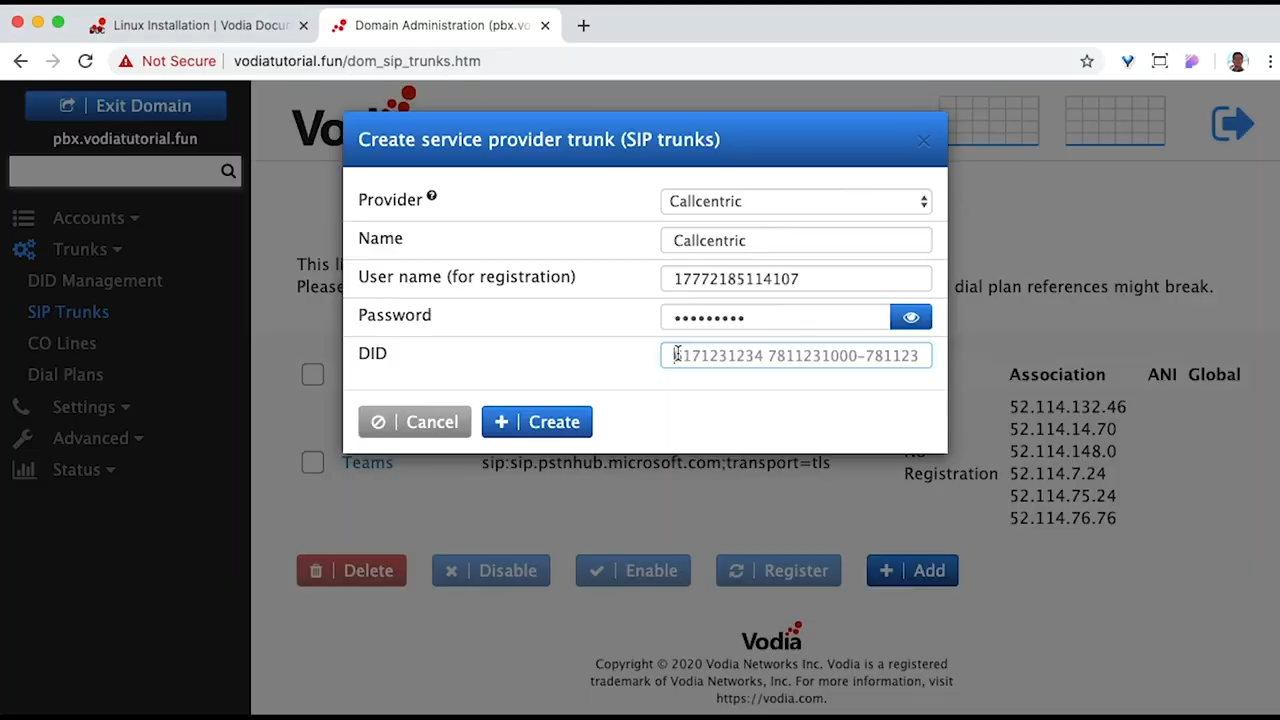 Linux Installation | Vodia Docu
Domain Administration (pbx.vo
Not Secure
vodiatutorial.fun/dom_sip_trunks.htm
Exit Domain
pbx.vodiatutorial.fun
Accounts
Trunks
DID Management
SIP Trunks
CO Lines
Dial Plans
Settings
Advanced
Status
Vo
Create service provider trunk (SIP trunks)
Provider
Callcentric
Name
Callcentric
User name (for registration)
17772185114107
Password
•••••••••
DID
6171231234 7811231000-781123
Cancel
Create
This li
Please
dial plan references might break.
Association ANI Global
52.114.132.46
52.114.14.70
52.114.148.0
52.114.7.24
52.114.75.24
52.114.76.76
Teams
sip:sip.pstnhub.microsoft.com;transport=tls
No
Registration
Delete
Disable
Enable
Register
Add
Vodia
Copyright © 2020 Vodia Networks Inc. Vodia is a registered
trademark of Vodia Networks, Inc. For more information, visit
https://vodia.com.